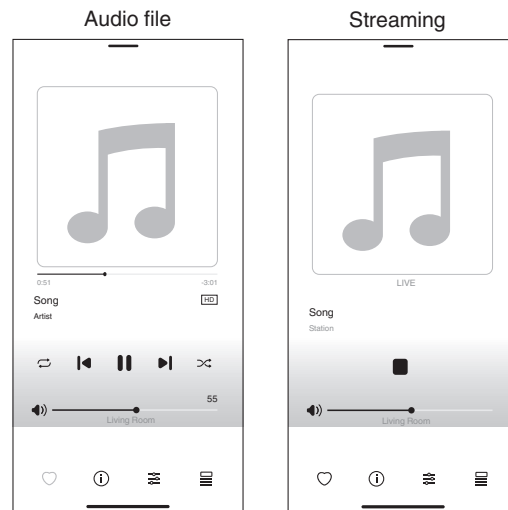 Audio file
0:51 -3:01
Song HD
Artist
55
Living Room
Streaming
LIVE
Song
Station
Living Room